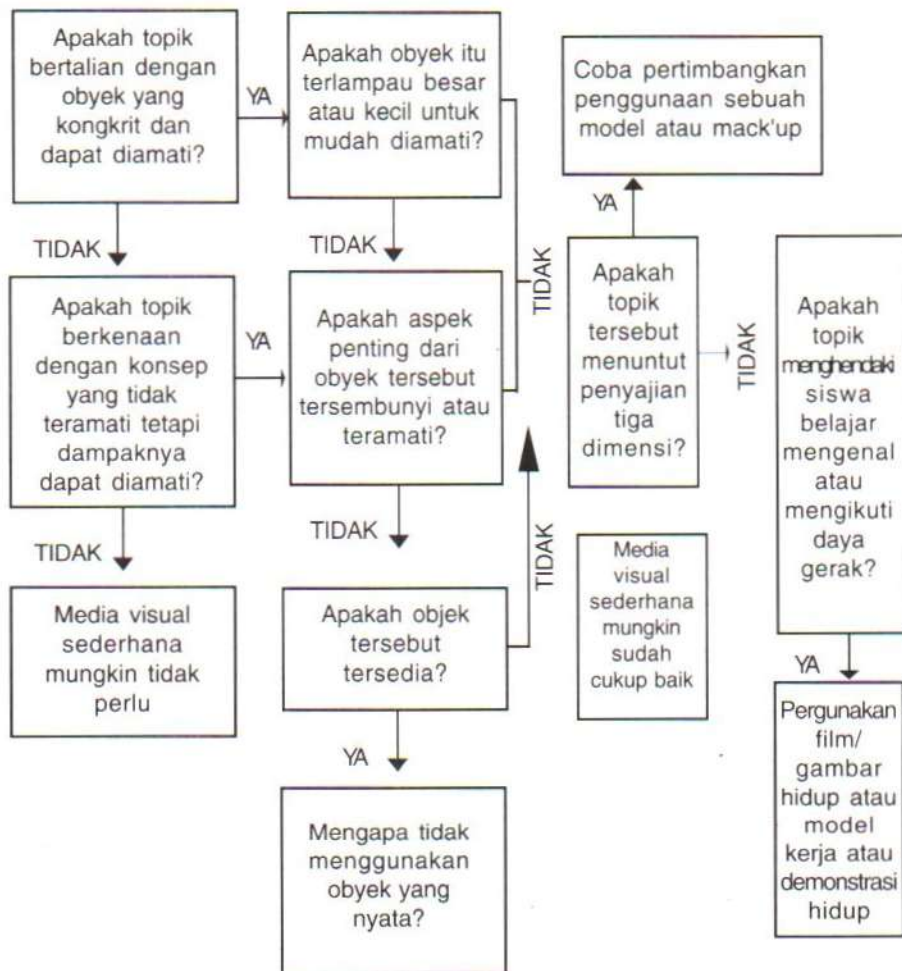 Apakah topik
bertalian dengan
obyek yang
kongkrit dan
dapat diamati?
YA
Apakah obyek itu
terlampau besar
atau kecil untuk
mudah diamati?
Coba pertimbangkan
penggunaan sebuah
model atau mack'up
YA
TIDAK
TIDAK
TIDAK
Apakah topik
berkenaan
dengan konsep
yang tidak
teramati tetapi
dampaknya
dapat diamati?
YA
Apakah aspek
penting dari
obyek tersebut
tersembunyi atau
teramati?
Apakah
topik
tersebut
menuntut
penyajian
tiga
dimensi?
TIDAK
Apakah
topik
menghendaki
siswa
belajar
mengenal
atau
mengikuti
daya
gerak?
TIDAK
TIDAK
TIDAK
Media visual
sederhana
mungkin tidak
perlu
Apakah objek
tersebut
tersedia?
Media
visual
sederhana
mungkin
sudah
cukup baik
YA
YA
Mengapa tidak
menggunakan
obyek yang
nyata?
Pergunakan
film/
gambar
hidup atau
model
kerja atau
demonstrasi
hidup